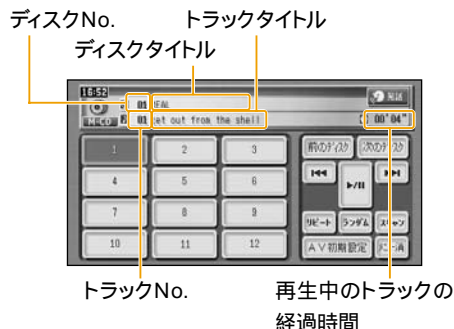 ディスクNo.
トラックタイトル
ディスクタイトル
16:52
01 REAL
M-CD 01 et out from the shell
00'04"
1 2 3 前のディスク 次のディスク
4 5 6
7 8 9 リピート ランダム スキャン
10 11 12 AV初期設定
トラックNo.
再生中のトラックの
経過時間